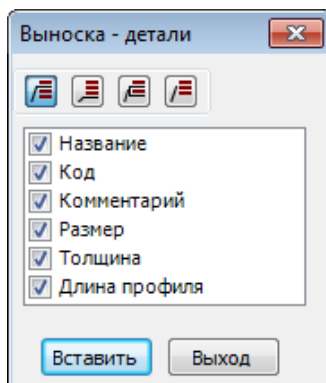 Выноска - детали
Название
Код
Комментарий
Размер
Толщина
Длина профиля
Вставить Выход